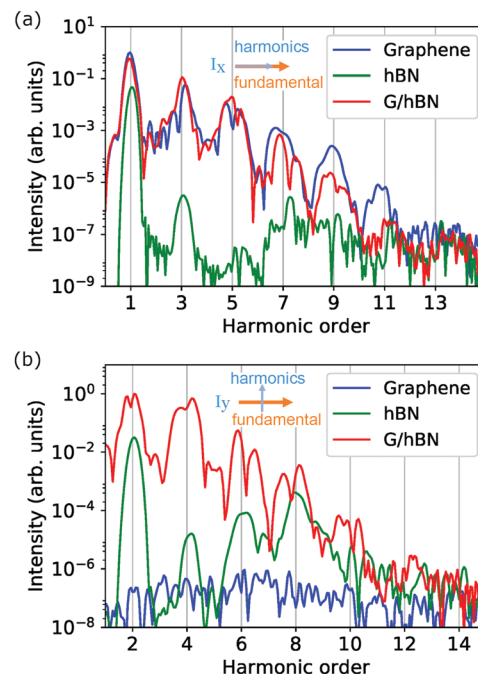 (a)
Intensity (arb. units)
10¹
10⁻¹
10⁻³
10⁻⁵
10⁻⁷
10⁻⁹
Iₓ
harmonics
fundamental
Graphene
hBN
G/hBN
1 3 5 7 9 11 13
Harmonic order
(b)
Intensity (arb. units)
10⁰
10⁻²
10⁻⁴
10⁻⁶
10⁻⁸
Iy
harmonics
fundamental
Graphene
hBN
G/hBN
2 4 6 8 10 12 14
Harmonic order